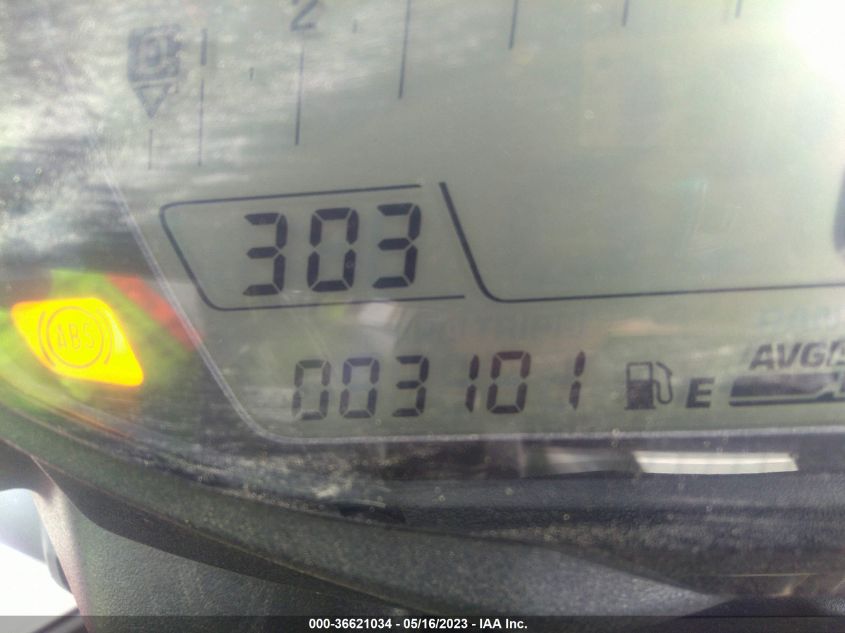 2
303
ABS
003101 E AVG
000-36621034 - 05/16/2023 - IAA Inc.